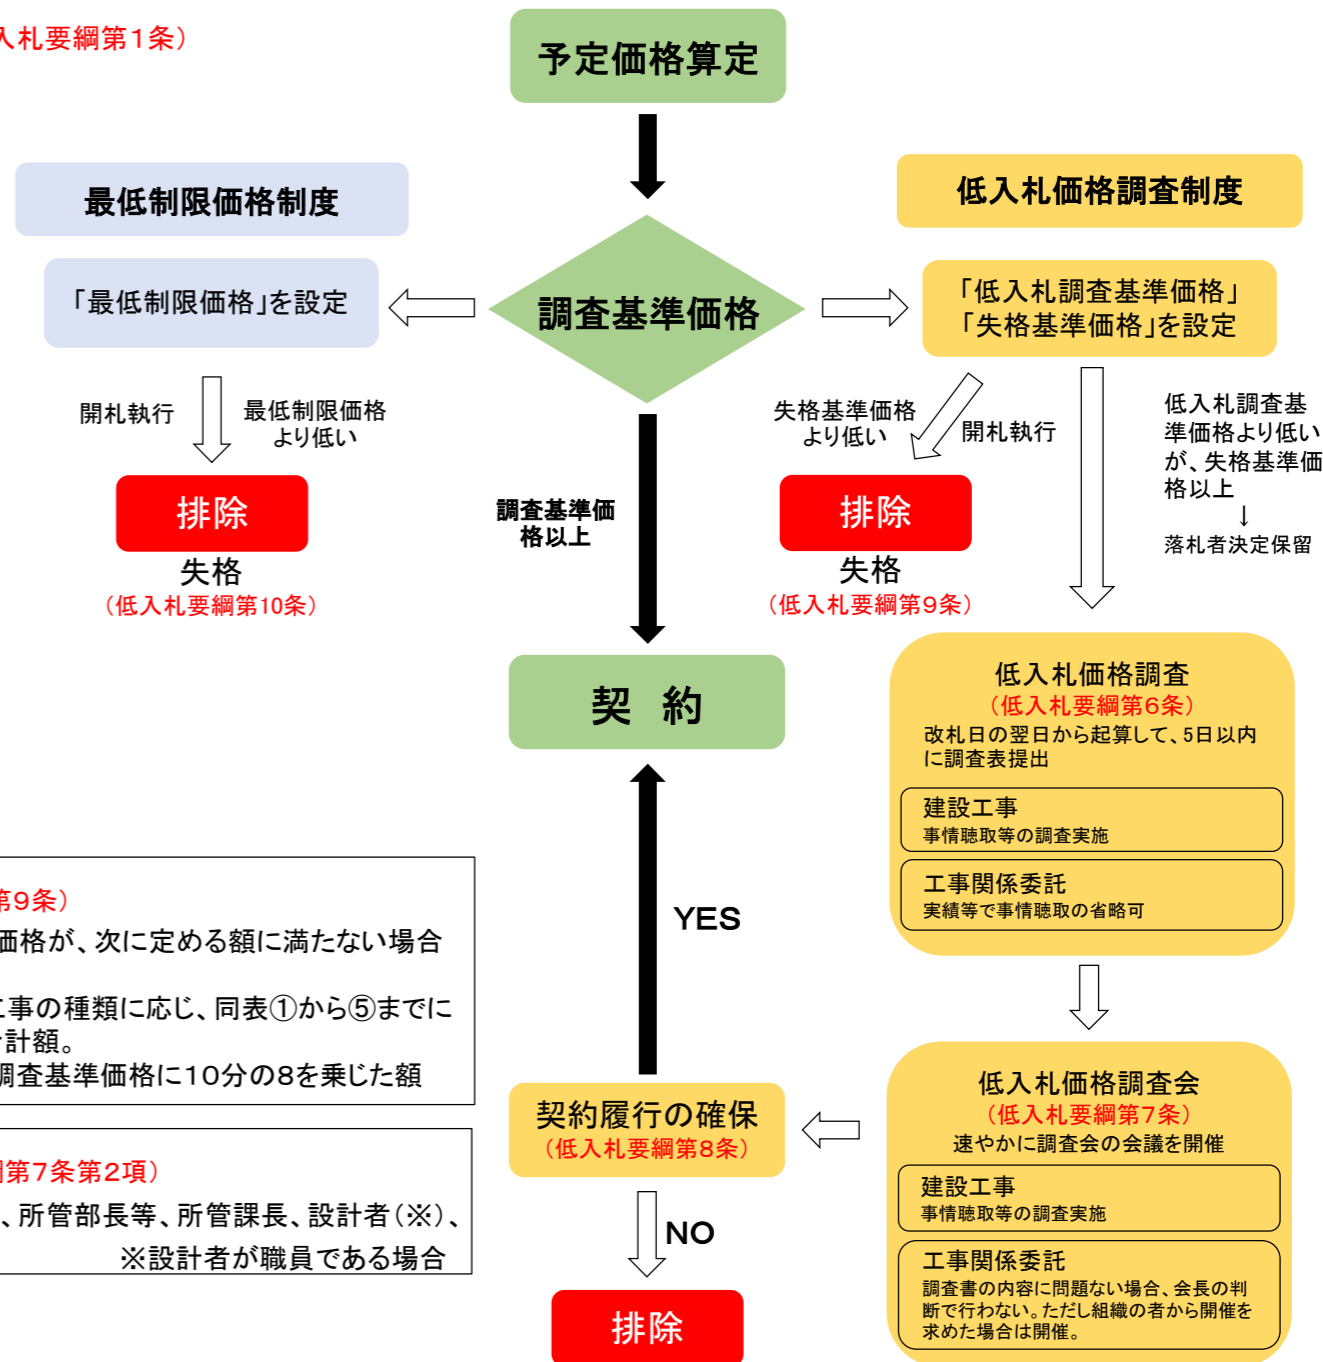 入札要綱第1条）
予定価格算定
最低制限価格制度
低入札価格調査制度
「最低制限価格」を設定
調査基準価格
「低入札調査基準価格」
「失格基準価格」を設定
開札執行
最低制限価格
より低い
失格基準価格
より低い
開札執行
低入札調査基
準価格より低い
が、失格基準価
格以上
↓
落札者決定保留
排除
失格
（低入札要綱第10条）
調査基準価
格以上
排除
失格
（低入札要綱第９条）
契　約
低入札価格調査
（低入札要綱第６条）
改札日の翌日から起算して、5日以内
に調査表提出
建設工事
事情聴取等の調査実施
工事関係委託
実績等で事情聴取の省略可
第９条）
価格が、次に定める額に満たない場合
工事の種類に応じ、同表①から⑤までに
計額。
調査基準価格に１０分の８を乗じた額
YES
契約履行の確保
（低入札要綱第８条）
低入札価格調査会
（低入札要綱第７条）
速やかに調査会の会議を開催
建設工事
事情聴取等の調査実施
工事関係委託
調査書の内容に問題ない場合、会長の判
断で行わない。ただし組織の者から開催を
求めた場合は開催。
第７条第２項）
、所管部長等、所管課長、設計者（※）、
※設計者が職員である場合
NO
排除